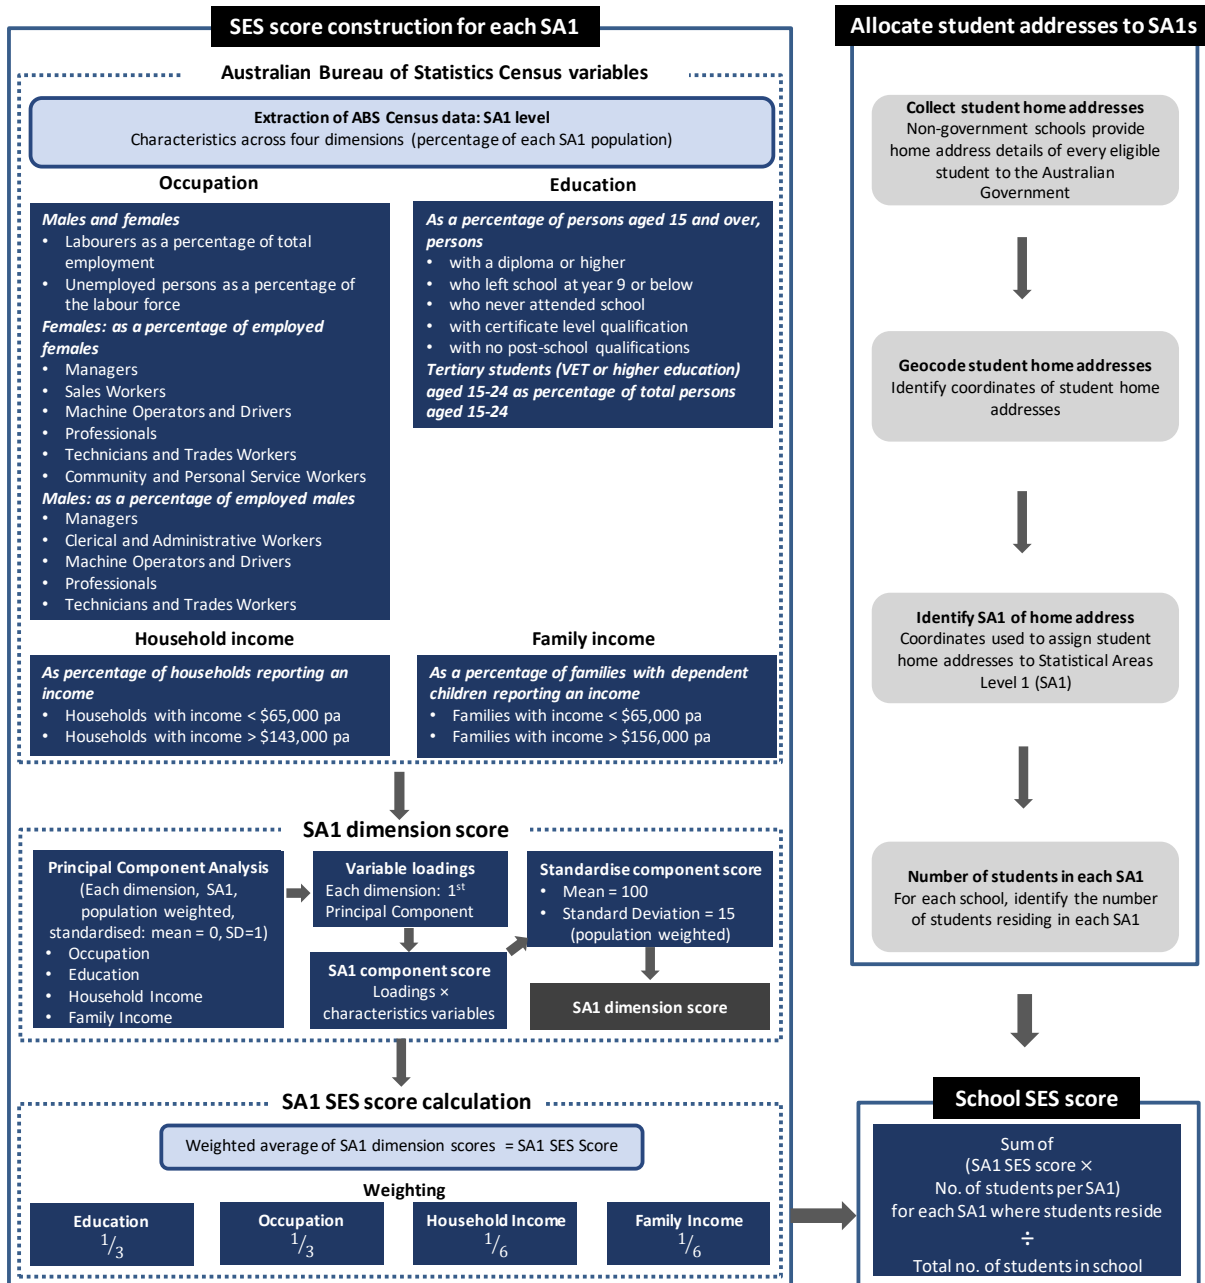 SES score construction for each SA1
Australian Bureau of Statistics Census variables
Extraction of ABS Census data: SA1 level
Characteristics across four dimensions (percentage of each SA1 population)
Occupation
Males and females
• Labourers as a percentage of total
employment
• Unemployed persons as a percentage of
the labour force
Females: as a percentage of employed
females
• Managers
• Sales Workers
• Machine Operators and Drivers
• Professionals
• Technicians and Trades Workers
• Community and Personal Service Workers
Males: as a percentage of employed males
• Managers
• Clerical and Administrative Workers
• Machine Operators and Drivers
• Professionals
• Technicians and Trades Workers
Education
As a percentage of persons aged 15 and over,
persons
• with a diploma or higher
• who left school at year 9 or below
• who never attended school
• with certificate level qualification
• with no post-school qualifications
Tertiary students (VET or higher education)
aged 15-24 as percentage of total persons
aged 15-24
Household income
As percentage of households reporting an
income
• Households with income < $65,000 pa
• Households with income > $143,000 pa
Family income
As a percentage of families with dependent
children reporting an income
• Families with income < $65,000 pa
• Families with income > $156,000 pa
SA1 dimension score
Principal Component Analysis
(Each dimension, SA1,
population weighted,
standardised: mean = 0, SD=1)
• Occupation
• Education
• Household Income
• Family Income
Variable loadings
Each dimension: 1st
Principal Component
SA1 component score
Loadings ×
characteristics variables
Standardise component score
• Mean = 100
• Standard Deviation = 15
(population weighted)
SA1 dimension score
SA1 SES score calculation
Weighted average of SA1 dimension scores = SA1 SES Score
Weighting
Education
1/3
Occupation
1/3
Household Income
1/6
Family Income
1/6
Allocate student addresses to SA1s
Collect student home addresses
Non-government schools provide
home address details of every eligible
student to the Australian
Government
Geocode student home addresses
Identify coordinates of student home
addresses
Identify SA1 of home address
Coordinates used to assign student
home addresses to Statistical Areas
Level 1 (SA1)
Number of students in each SA1
For each school, identify the number
of students residing in each SA1
School SES score
Sum of
(SA1 SES score ×
No. of students per SA1)
for each SA1 where students reside
÷
Total no. of students in school